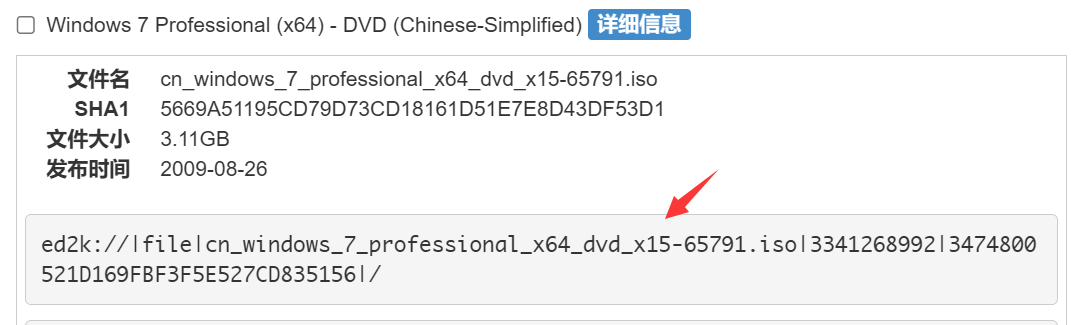 Windows 7 Professional (x64) - DVD (Chinese-Simplified) 详细信息
文件名 cn_windows_7_professional_x64_dvd_x15-65791.iso
SHA1 5669A51195CD79D73CD18161D51E7E8D43DF53D1
文件大小 3.11GB
发布时间 2009-08-26
ed2k://|file|cn_windows_7_professional_x64_dvd_x15-65791.iso|3341268992|3474800
521D169FBF3F5E527CD835156|/